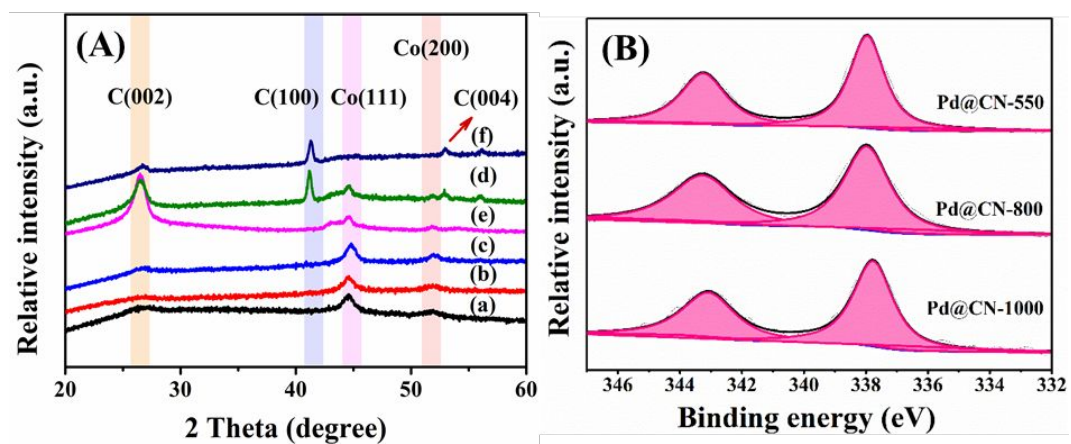 (A)
Co(200)
C(002)
C(100)
Co(111)
C(004)
(f)
(d)
(e)
(c)
(b)
(a)
Relative intensity (a.u.)
20 30 40 50 60
2 Theta (degree)
(B)
Pd@CN-550
Pd@CN-800
Pd@CN-1000
Relative intensity (a.u.)
346 344 342 340 338 336 334 332
Binding energy (eV)